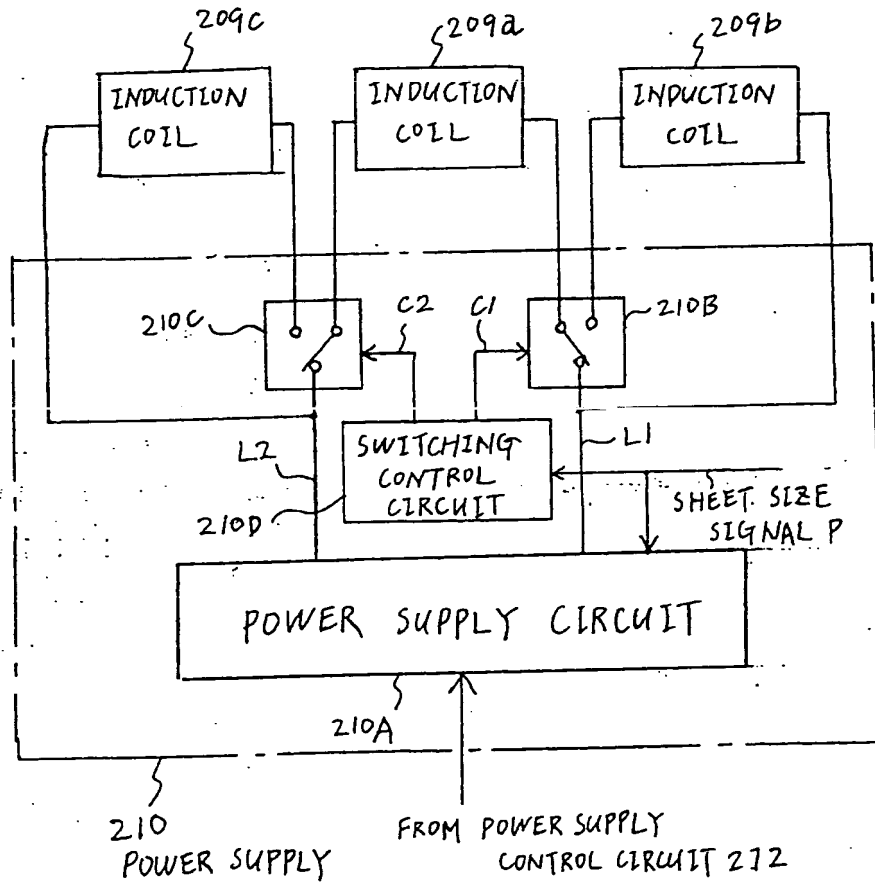 209c
209a
209b
INDUCTION
COIL
INDUCTION
COIL
INDUCTION
COIL
210C
C2
C1
210B
L2
SWITCHING
CONTROL
CIRCUIT
L1
210D
SHEET SIZE
SIGNAL P
POWER SUPPLY CIRCUIT
210A
210
POWER SUPPLY
FROM POWER SUPPLY
CONTROL CIRCUIT 272